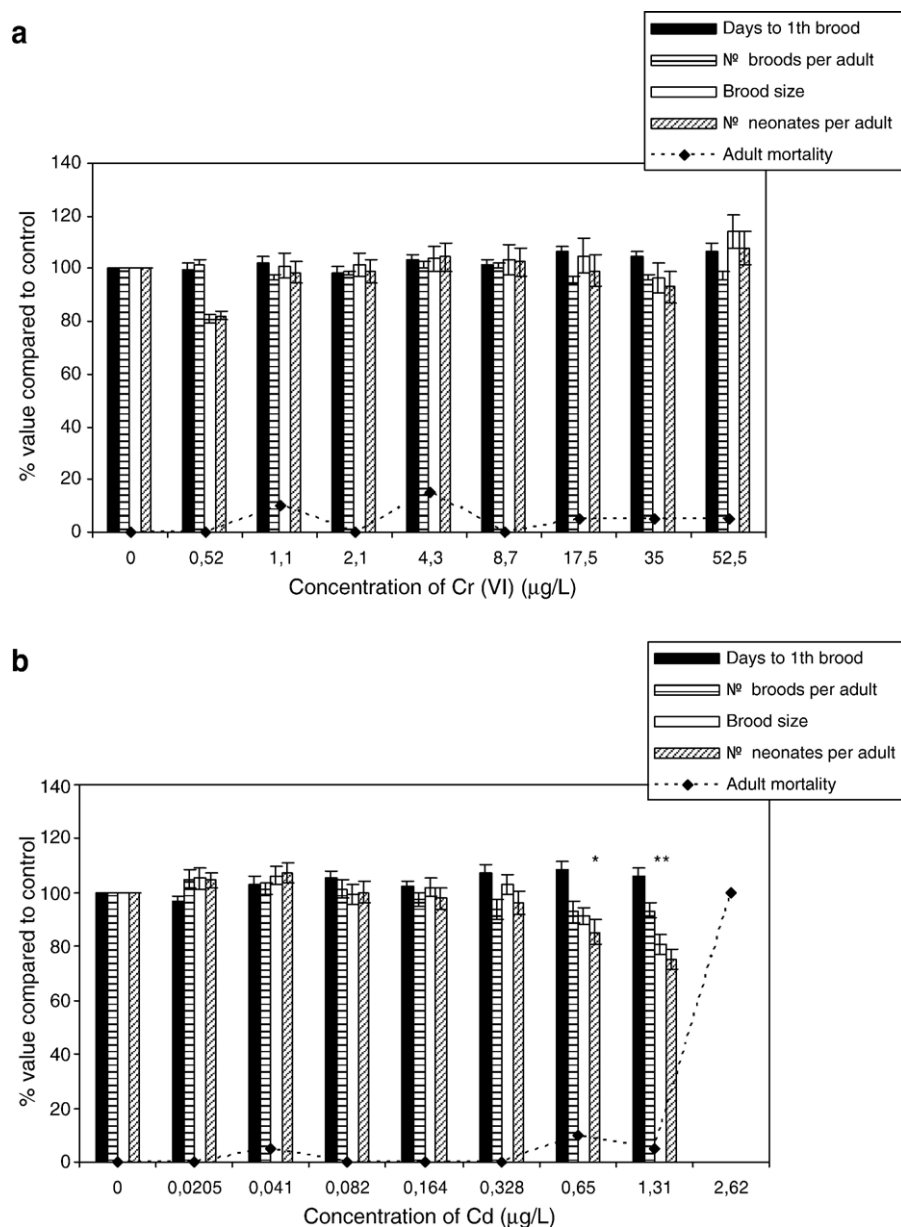 a
Days to 1th brood
Nº broods per adult
Brood size
Nº neonates per adult
Adult mortality
140
120
100
80
60
40
20
0
% value compared to control
0 0,52 1,1 2,1 4,3 8,7 17,5 35 52,5
Concentration of Cr (VI) (µg/L)
b
Days to 1th brood
Nº broods per adult
Brood size
Nº neonates per adult
Adult mortality
140
120
100
80
60
40
20
0
% value compared to control
* **
0 0,0205 0,041 0,082 0,164 0,328 0,65 1,31 2,62
Concentration of Cd (µg/L)